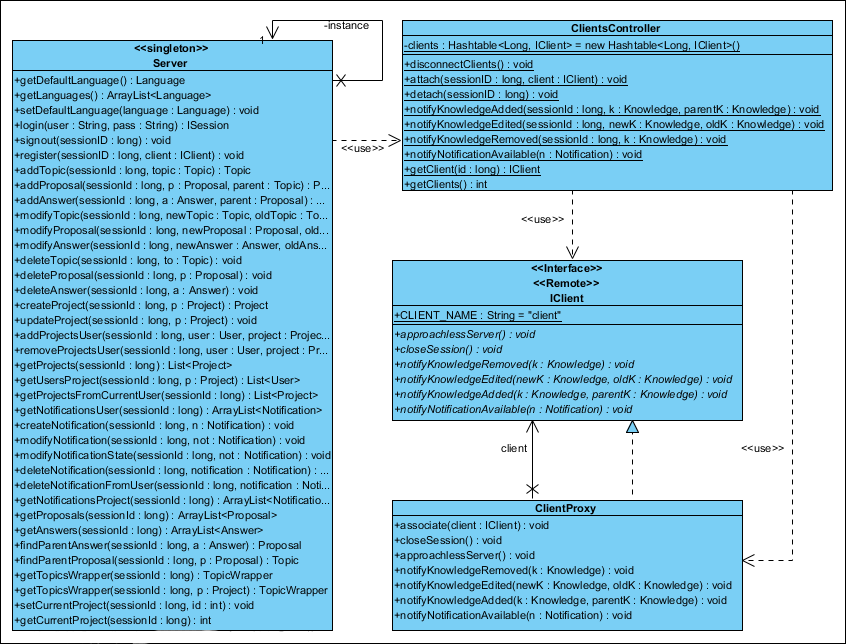 -instance
1
<<singleton>>
Server
+getDefaultLanguage() : Language
+getLanguages() : ArrayList<Language>
+setDefaultLanguage(language : Language) : void
+login(user : String, pass : String) : ISession
+signout(sessionID : long) : void
+register(sessionID : long, client : IClient) : void
+addTopic(sessionId : long, topic : Topic) : Topic
+addProposal(sessionId : long, p : Proposal, parent : Topic) : P...
+addAnswer(sessionId : long, a : Answer, parent : Proposal) : ...
+modifyTopic(sessionId : long, newTopic : Topic, oldTopic : To...
+modifyProposal(sessionId : long, newProposal : Proposal, old...
+modifyAnswer(sessionId : long, newAnswer : Answer, oldAns...
+deleteTopic(sessionId : long, to : Topic) : void
+deleteProposal(sessionId : long, p : Proposal) : void
+deleteAnswer(sessionId : long, a : Answer) : void
+createProject(sessionId : long, p : Project) : Project
+updateProject(sessionId : long, p : Project) : void
+addProjectsUser(sessionId : long, user : User, project : Projec...
+removeProjectsUser(sessionId : long, user : User, project : Pr...
+getProjects(sessionId : long) : List<Project>
+getUsersProject(sessionId : long, p : Project) : List<User>
+getProjectsFromCurrentUser(sessionId : long) : List<Project>
+getNotificationsUser(sessionId : long) : ArrayList<Notification>
+createNotification(sessionId : long, n : Notification) : void
+modifyNotification(sessionId : long, not : Notification) : void
+modifyNotificationState(sessionId : long, not : Notification) : void
+deleteNotification(sessionId : long, notification : Notification) : ...
+deleteNotificationFromUser(sessionId : long, notification : Noti...
+getNotificationsProject(sessionId : long) : ArrayList<Notificatio...
+getProposals(sessionId : long) : ArrayList<Proposal>
+getAnswers(sessionId : long) : ArrayList<Answer>
+findParentAnswer(sessionId : long, a : Answer) : Proposal
+findParentProposal(sessionId : long, p : Proposal) : Topic
+getTopicsWrapper(sessionId : long) : TopicWrapper
+getTopicsWrapper(sessionId : long, p : Project) : TopicWrapper
+setCurrentProject(sessionId : long, id : int) : void
+getCurrentProject(sessionId : long) : int
<<use>>
ClientsController
-clients : Hashtable<Long, IClient> = new Hashtable<Long, IClient>()
+disconnectClients() : void
+attach(sessionID : long, client : IClient) : void
+detach(sessionID : long) : void
+notifyKnowledgeAdded(sessionId : long, k : Knowledge, parentK : Knowledge) : void
+notifyKnowledgeEdited(sessionId : long, newK : Knowledge, oldK : Knowledge) : void
+notifyKnowledgeRemoved(sessionId : long, k : Knowledge) : void
+notifyNotificationAvailable(n : Notification) : void
+getClient(id : long) : IClient
+getClients() : int
<<use>>
<<Interface>>
<<Remote>>
IClient
+CLIENT_NAME : String = "client"
+approachlessServer() : void
+closeSession() : void
+notifyKnowledgeRemoved(k : Knowledge) : void
+notifyKnowledgeEdited(newK : Knowledge, oldK : Knowledge) : void
+notifyKnowledgeAdded(k : Knowledge, parentK : Knowledge) : void
+notifyNotificationAvailable(n : Notification) : void
client
<<use>>
ClientProxy
+associate(client : IClient) : void
+closeSession() : void
+approachlessServer() : void
+notifyKnowledgeRemoved(k : Knowledge) : void
+notifyKnowledgeEdited(newK : Knowledge, oldK : Knowledge) : void
+notifyKnowledgeAdded(k : Knowledge, parentK : Knowledge) : void
+notifyNotificationAvailable(n : Notification) : void